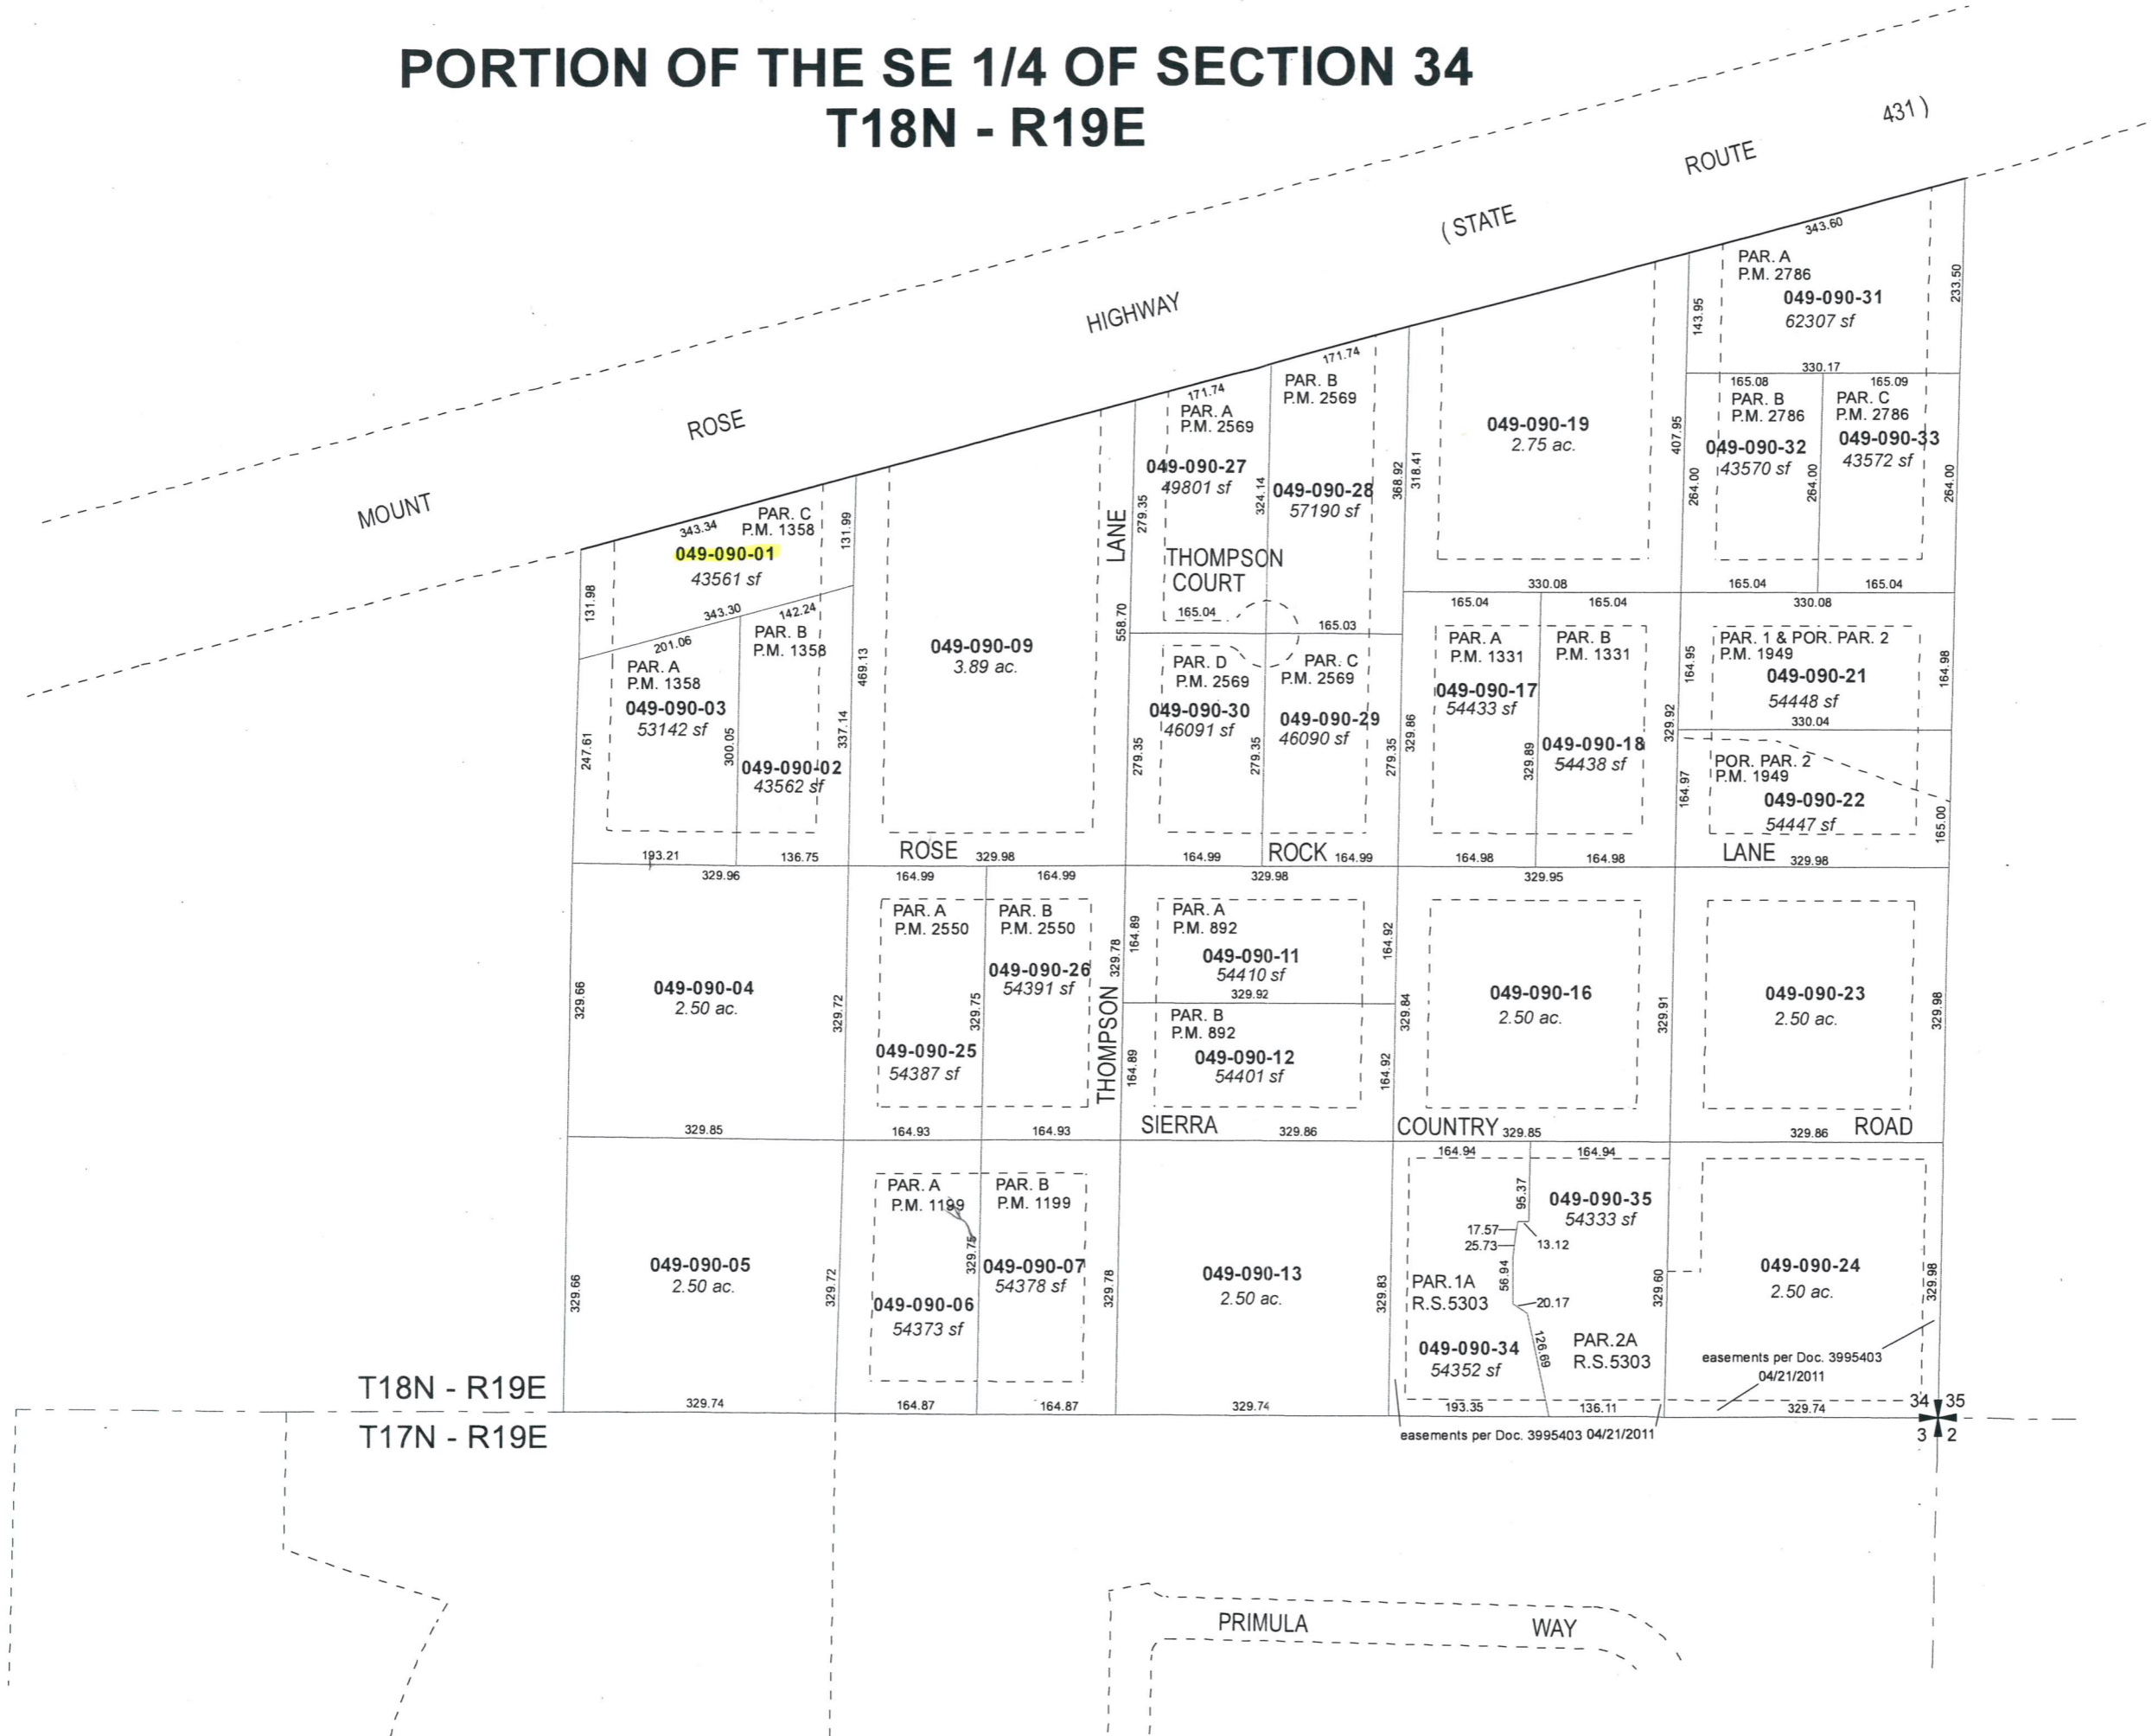 PORTION OF THE SE 1/4 OF SECTION 34
T18N - R19E
MOUNT
ROSE
HIGHWAY
( STATE
ROUTE
431 )
343.34
PAR. C
P.M. 1358
049-090-01
43561 sf
131.98
131.99
343.30
142.24
201.06
PAR. A
P.M. 1358
049-090-03
53142 sf
247.61
300.05
PAR. B
P.M. 1358
049-090-02
43562 sf
337.14
469.13
193.21
136.75
049-090-09
3.89 ac.
LANE
558.70
279.35
171.74
PAR. A
P.M. 2569
049-090-27
49801 sf
324.14
171.74
PAR. B
P.M. 2569
049-090-28
57190 sf
368.92
318.41
THOMPSON
COURT
165.04
165.03
PAR. D
P.M. 2569
049-090-30
46091 sf
279.35
279.35
PAR. C
P.M. 2569
049-090-29
46090 sf
279.35
329.86
049-090-19
2.75 ac.
407.95
330.08
343.60
PAR. A
P.M. 2786
049-090-31
62307 sf
143.95
233.50
330.17
165.08
165.09
PAR. B
P.M. 2786
049-090-32
43570 sf
264.00
264.00
PAR. C
P.M. 2786
049-090-33
43572 sf
264.00
165.04
165.04
165.04
165.04
330.08
PAR. A
P.M. 1331
049-090-17
54433 sf
329.89
PAR. B
P.M. 1331
049-090-18
54438 sf
329.92
164.95
PAR. 1 & POR. PAR. 2
P.M. 1949
049-090-21
54448 sf
164.98
330.04
POR. PAR. 2
P.M. 1949
049-090-22
54447 sf
164.97
165.00
ROSE
329.98
164.99
ROCK
164.99
164.98
164.98
LANE
329.98
329.96
164.99
164.99
329.98
329.95
329.66
049-090-04
2.50 ac.
329.72
PAR. A
P.M. 2550
049-090-25
54387 sf
329.75
PAR. B
P.M. 2550
049-090-26
54391 sf
THOMPSON
329.78
164.89
PAR. A
P.M. 892
049-090-11
54410 sf
164.92
329.92
PAR. B
P.M. 892
049-090-12
54401 sf
164.89
164.92
329.84
049-090-16
2.50 ac.
329.91
049-090-23
2.50 ac.
329.98
329.85
164.93
164.93
SIERRA
329.86
COUNTRY
329.85
329.86
ROAD
329.66
049-090-05
2.50 ac.
329.72
PAR. A
P.M. 1199
049-090-06
54373 sf
329.75
PAR. B
P.M. 1199
049-090-07
54378 sf
329.78
049-090-13
2.50 ac.
329.83
164.94
164.94
95.37
17.57
13.12
25.73
56.94
20.17
126.69
PAR.1A
R.S.5303
049-090-34
54352 sf
049-090-35
54333 sf
PAR.2A
R.S.5303
329.60
049-090-24
2.50 ac.
329.98
easements per Doc. 3995403
04/21/2011
T18N - R19E
329.74
164.87
164.87
329.74
193.35
136.11
329.74
34
35
T17N - R19E
easements per Doc. 3995403 04/21/2011
3
2
PRIMULA
WAY